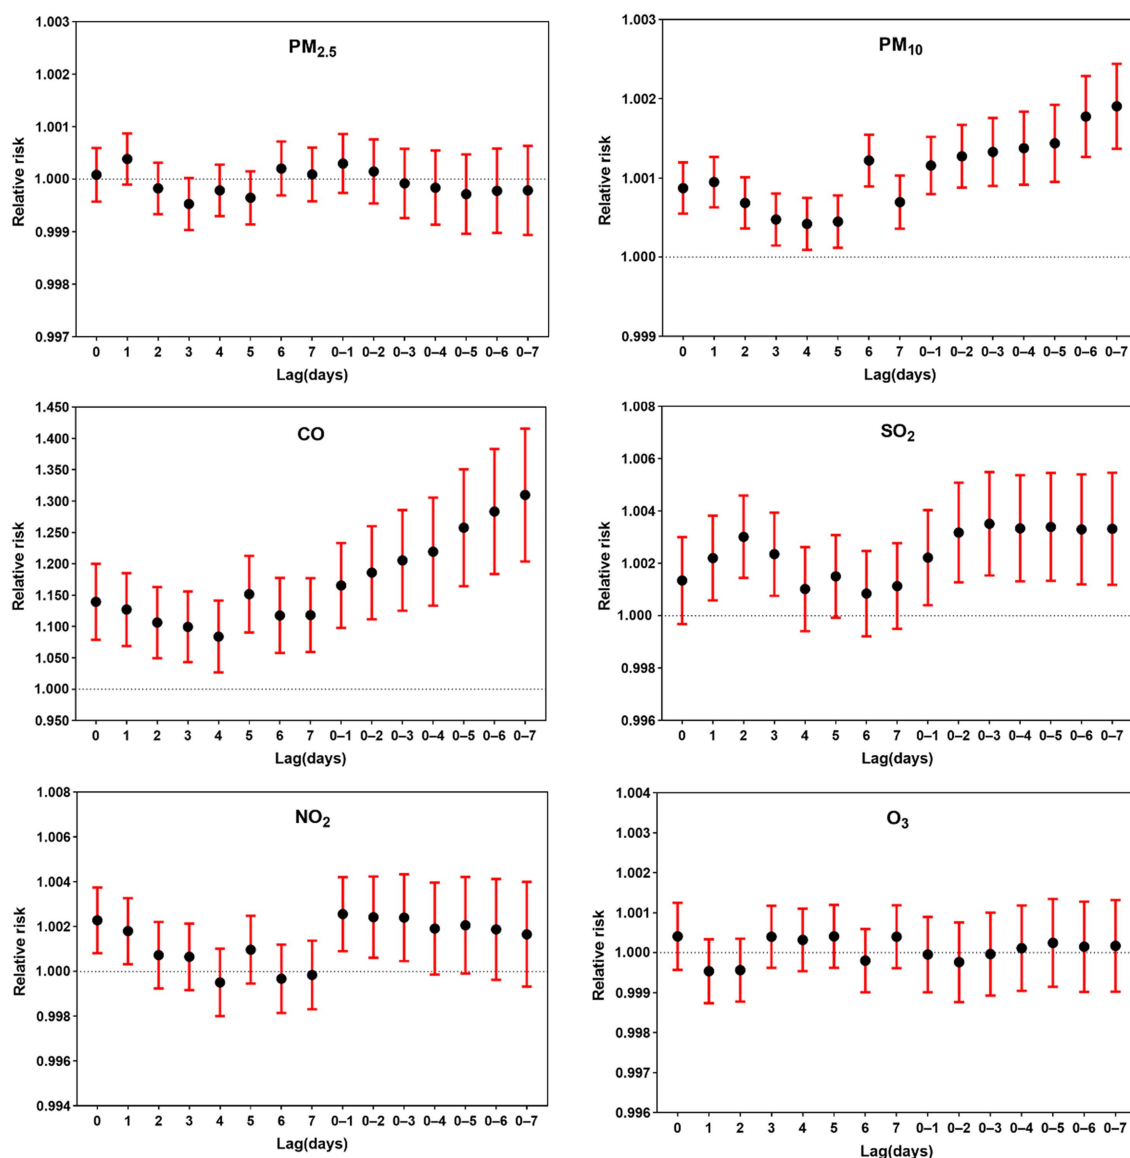 PM2.5
Relative risk
1.003
1.002
1.001
1.000
0.999
0.998
0.997
0 1 2 3 4 5 6 7 0–1 0–2 0–3 0–4 0–5 0–6 0–7
Lag(days)
PM10
Relative risk
1.003
1.002
1.001
1.000
0.999
0 1 2 3 4 5 6 7 0–1 0–2 0–3 0–4 0–5 0–6 0–7
Lag(days)
CO
Relative risk
1.450
1.400
1.350
1.300
1.250
1.200
1.150
1.100
1.050
1.000
0.950
0 1 2 3 4 5 6 7 0–1 0–2 0–3 0–4 0–5 0–6 0–7
Lag(days)
SO2
Relative risk
1.008
1.006
1.004
1.002
1.000
0.998
0.996
0 1 2 3 4 5 6 7 0–1 0–2 0–3 0–4 0–5 0–6 0–7
Lag(days)
NO2
Relative risk
1.008
1.006
1.004
1.002
1.000
0.998
0.996
0.994
0 1 2 3 4 5 6 7 0–1 0–2 0–3 0–4 0–5 0–6 0–7
Lag(days)
O3
Relative risk
1.004
1.003
1.002
1.001
1.000
0.999
0.998
0.997
0.996
0 1 2 3 4 5 6 7 0–1 0–2 0–3 0–4 0–5 0–6 0–7
Lag(days)